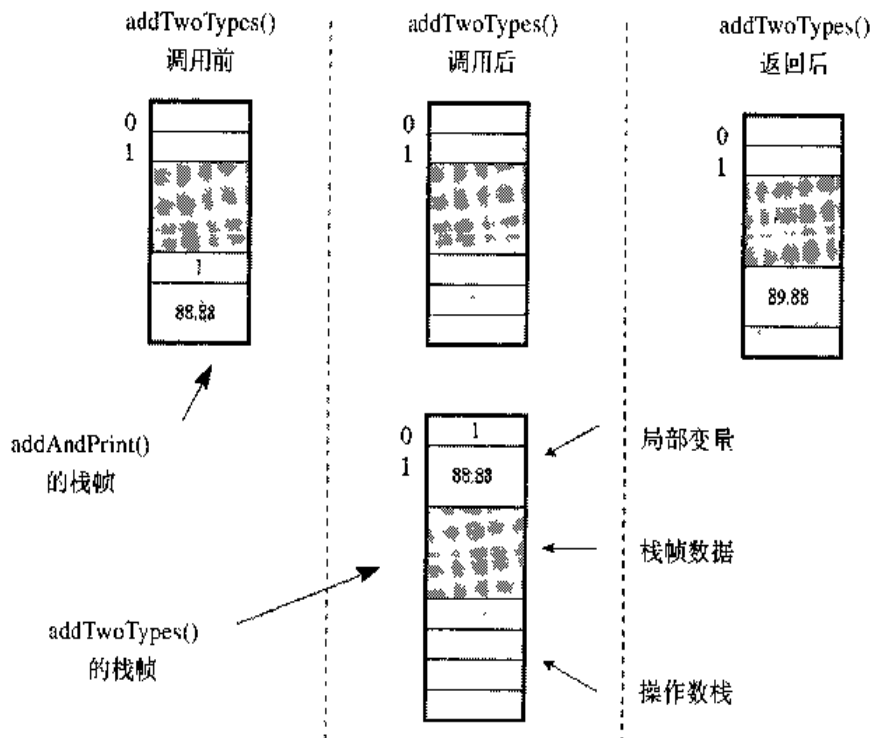 addTwoTypes()
调用前
addTwoTypes()
调用后
addTwoTypes()
返回后
0
1
1
88.88
0
1
0
1
89.88
addAndPrint()
的栈帧
0
1
1
88.88
局部变量
栈帧数据
addTwoTypes()
的栈帧
操作数栈